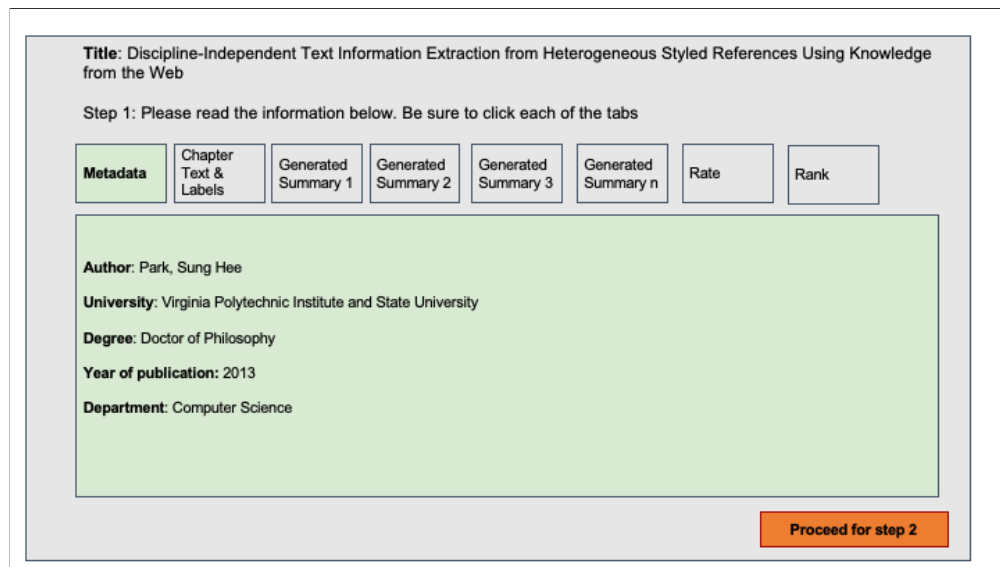 Title: Discipline-Independent Text Information Extraction from Heterogeneous Styled References Using Knowledge
from the Web
Step 1: Please read the information below. Be sure to click each of the tabs
Metadata
Chapter
Text &
Labels
Generated
Summary 1
Generated
Summary 2
Generated
Summary 3
Generated
Summary n
Rate
Rank
Author: Park, Sung Hee
University: Virginia Polytechnic Institute and State University
Degree: Doctor of Philosophy
Year of publication: 2013
Department: Computer Science
Proceed for step 2